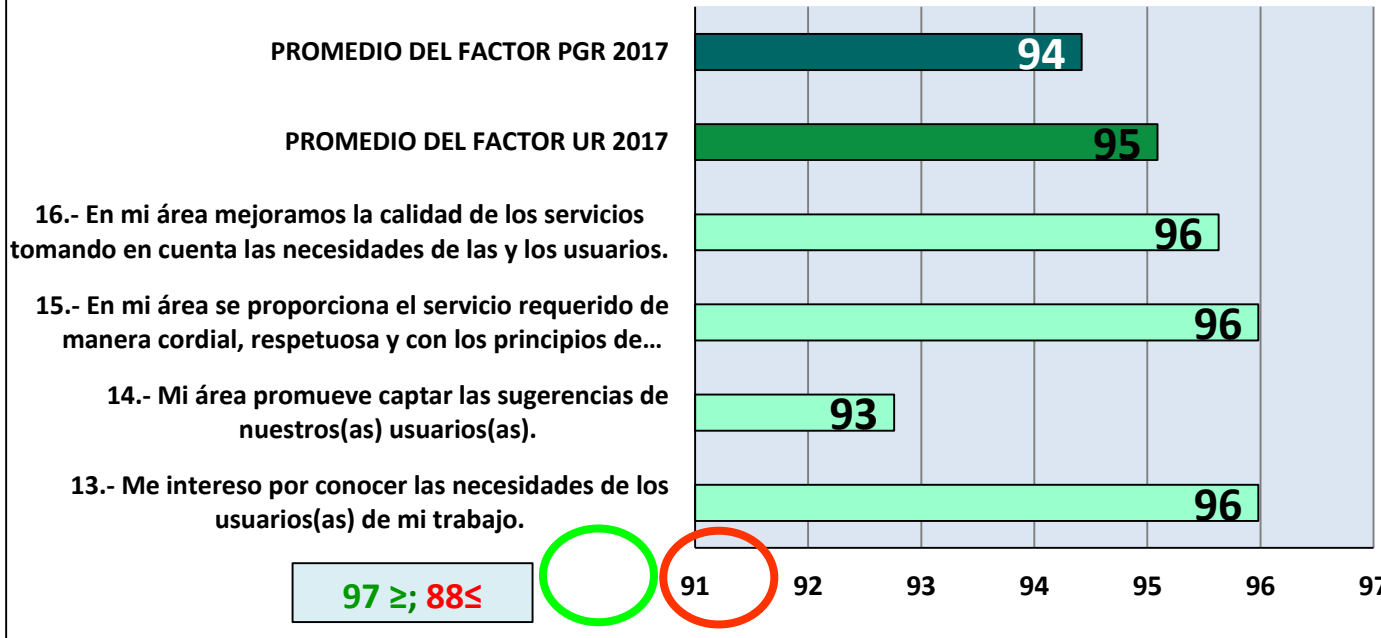 PROMEDIO DEL FACTOR PGR 2017
94
PROMEDIO DEL FACTOR UR 2017
95
16.- En mi área mejoramos la calidad de los servicios
tomando en cuenta las necesidades de las y los usuarios.
96
15.- En mi área se proporciona el servicio requerido de
manera cordial, respetuosa y con los principios de…
96
14.- Mi área promueve captar las sugerencias de
nuestros(as) usuarios(as).
93
13.- Me intereso por conocer las necesidades de los
usuarios(as) de mi trabajo.
96
97 ≥; 88≤
91 92 93 94 95 96 97